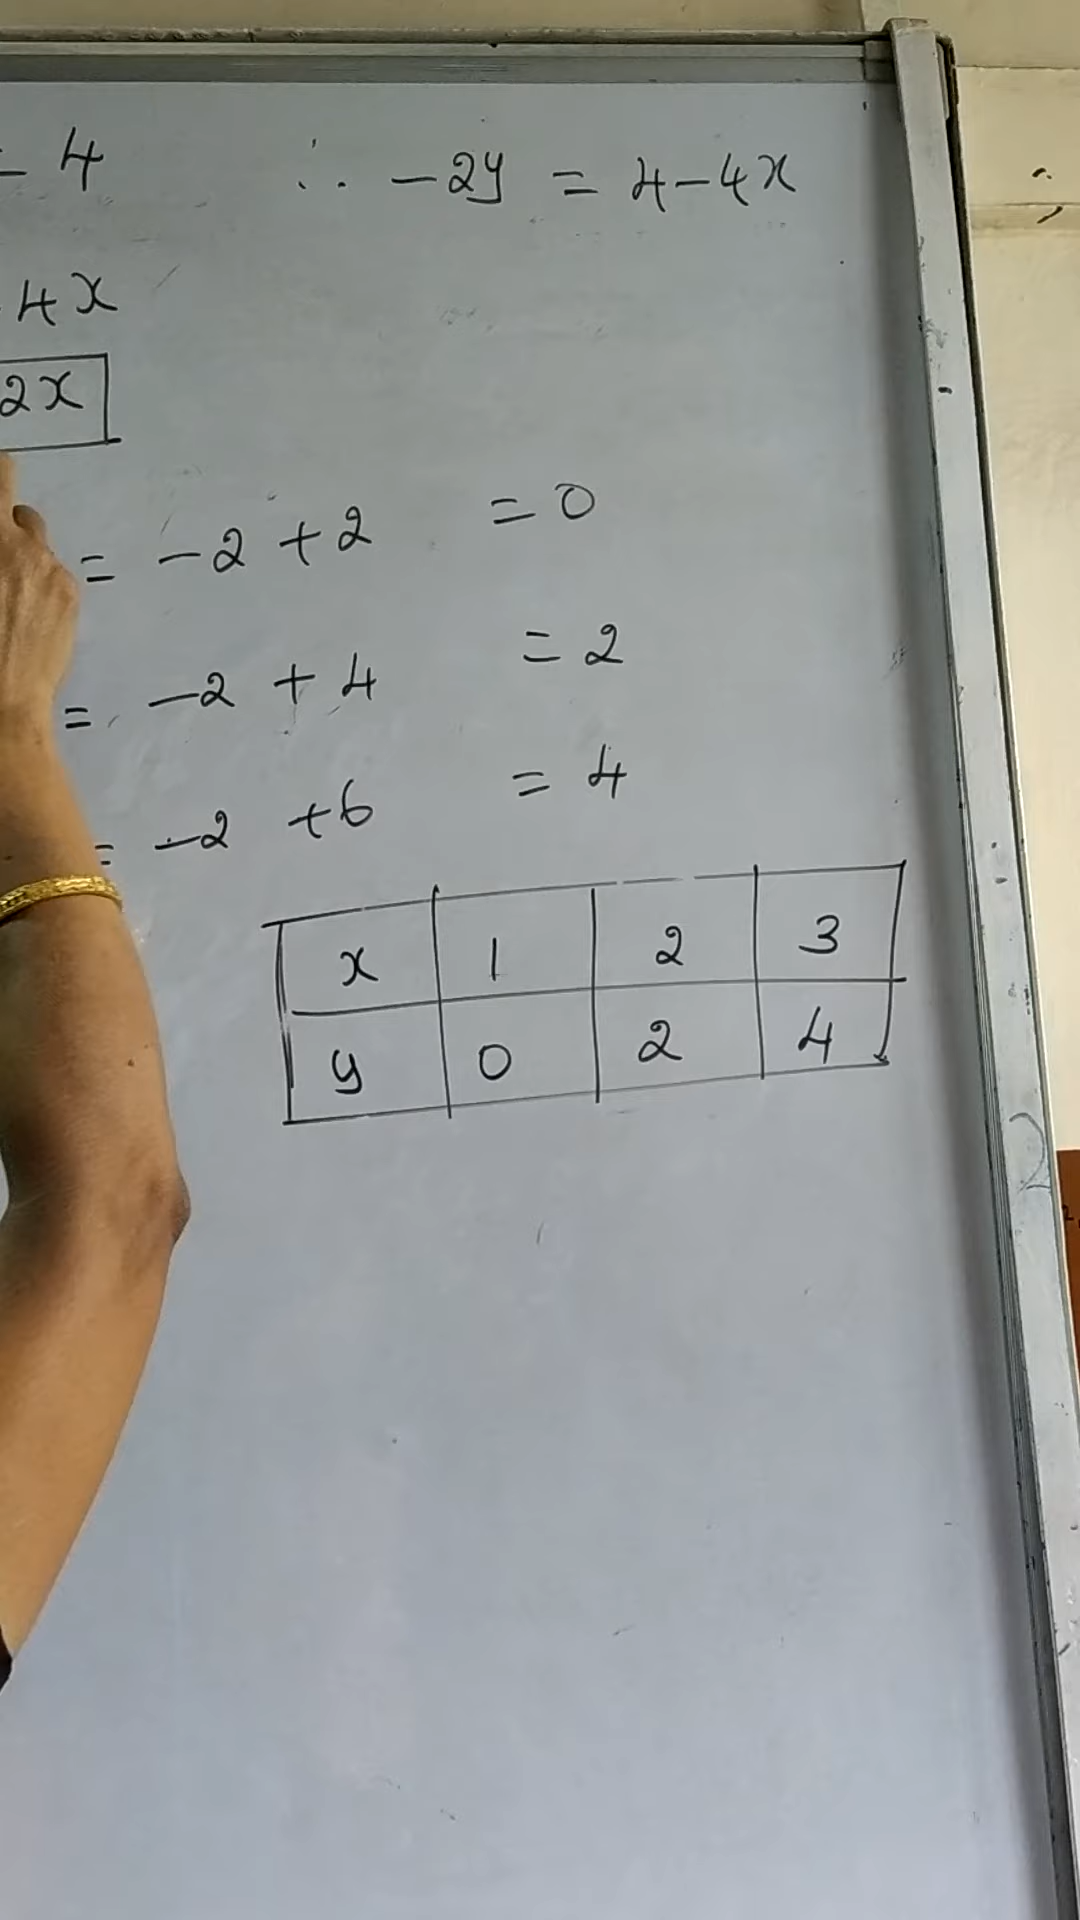 = 4 ∴ -2y = 4-4x
4x
2x
= -2 + 2 = 0
= -2 + 4 = 2
= -2 + 6 = 4
x 1 2 3
y 0 2 4